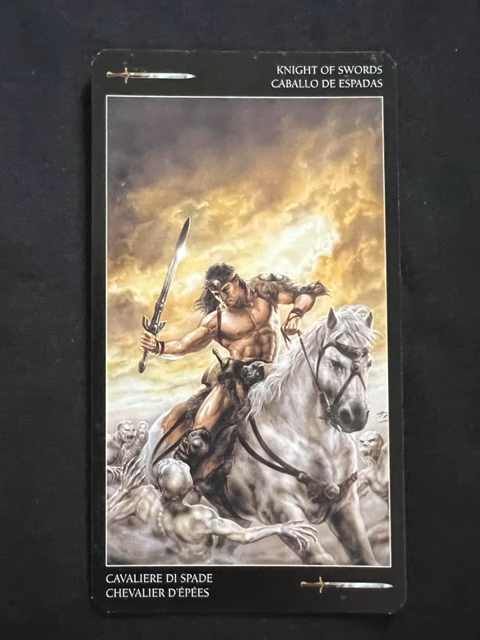 KNIGHT OF SWORDS
CABALLO DE ESPADAS
CAVALIERE DI SPADE
CHEVALIER D'ÉPÉES